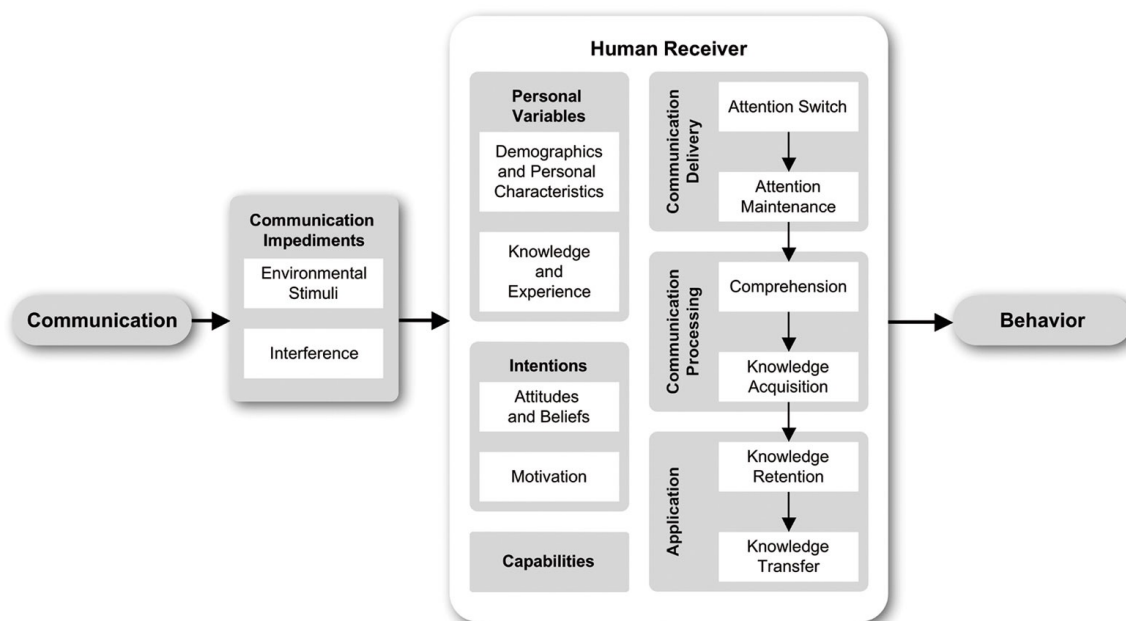 Human Receiver
Communication
Communication
Impediments
Environmental
Stimuli
Interference
Personal
Variables
Demographics
and Personal
Characteristics
Knowledge
and
Experience
Intentions
Attitudes
and Beliefs
Motivation
Capabilities
Communication
Delivery
Attention Switch
Attention
Maintenance
Communication
Processing
Comprehension
Knowledge
Acquisition
Application
Knowledge
Retention
Knowledge
Transfer
Behavior